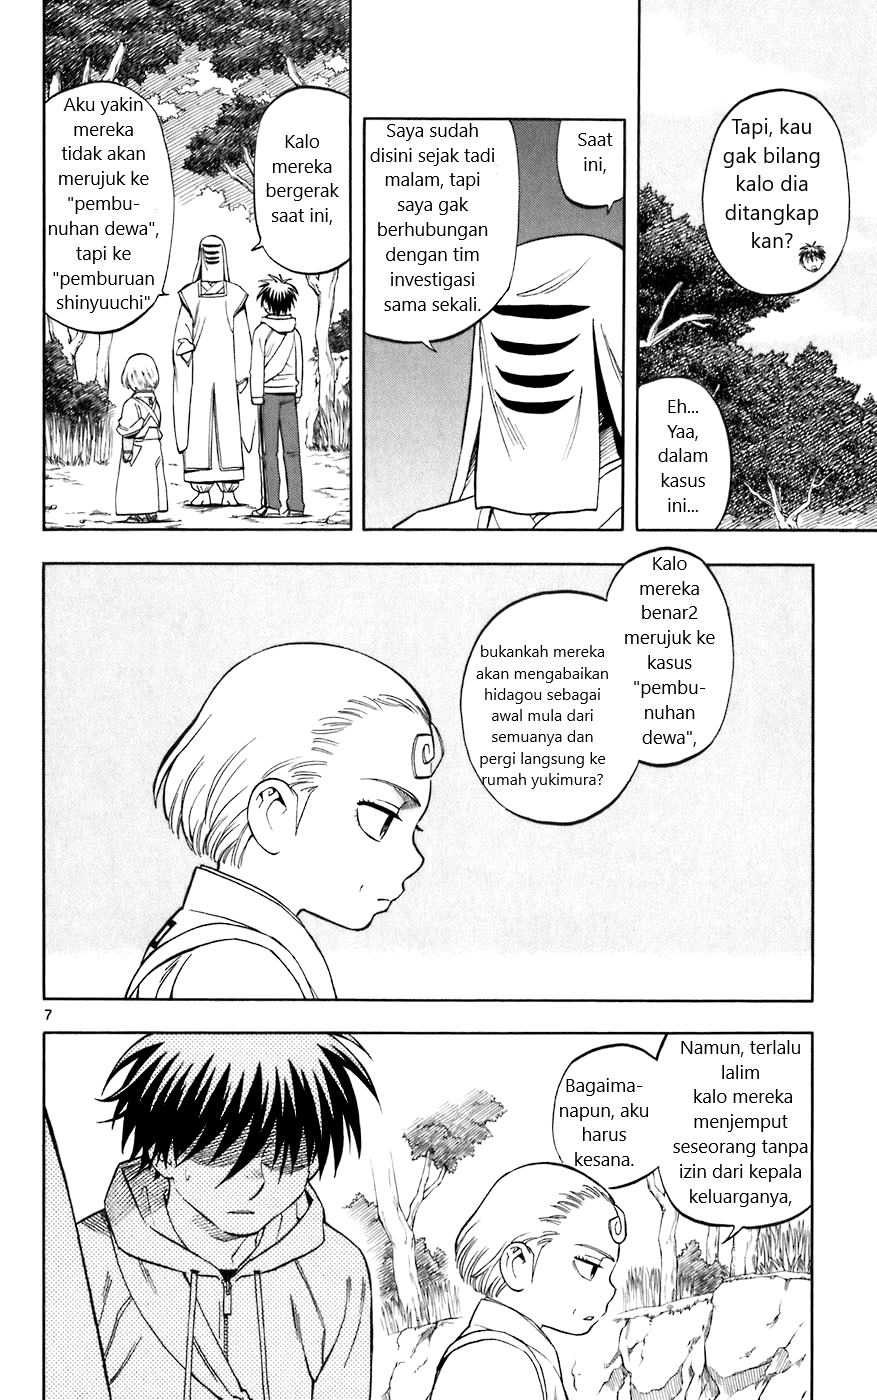 Tapi, kau
gak bilang
kalo dia
ditangkap
kan?
Eh...
Yaa,
dalam
kasus
ini...
Saat
ini,
Saya sudah
disini sejak tadi
malam, tapi
saya gak
berhubungan
dengan tim
investigasi
sama sekali.
Kalo
mereka
bergerak
saat ini,
Aku yakin
mereka
tidak akan
merujuk ke
"pembu-
nuhan dewa",
tapi ke
"pemburuan
shinyuuchi"
Kalo
mereka
benar2
merujuk ke
kasus
"pembu-
nuhan
dewa",
bukankah mereka
akan mengabaikan
hidagou sebagai
awal mula dari
semuanya dan
pergi langsung ke
rumah yukimura?
7
Namun, terlalu
lalim
kalo mereka
menjemput
seseorang tanpa
izin dari kepala
keluarganya,
Bagaima-
napun, aku
harus
kesana.